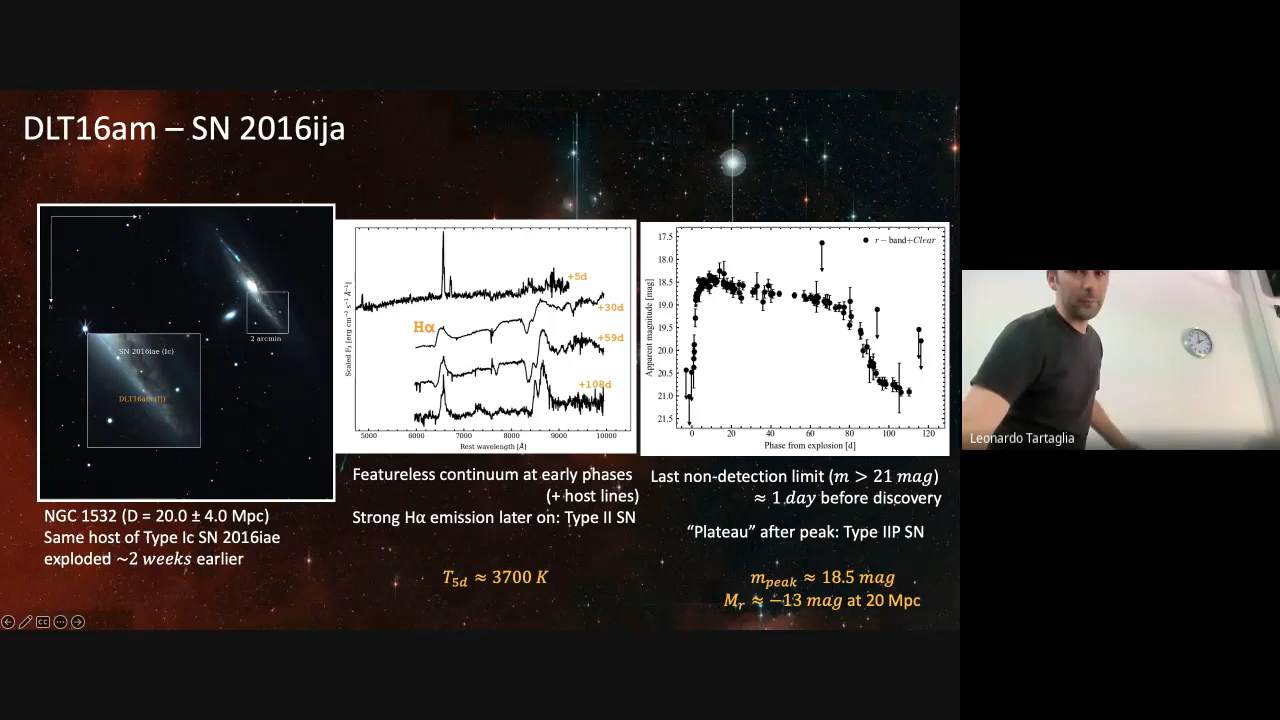 DLT16am – SN 2016ija
E
N
SN 2016iae (Ic)
DLT16am (II)
2 arcmin
NGC 1532 (D = 20.0 ± 4.0 Mpc)
Same host of Type Ic SN 2016iae
exploded ~2 weeks earlier
Scaled Fλ [erg cm⁻² s⁻¹ Å⁻¹]
+5d
+30d
Hα
+59d
+108d
5000 6000 7000 8000 9000 10000
Rest wavelength [Å]
Featureless continuum at early phases
(+ host lines)
Strong Hα emission later on: Type II SN
T5d ≈ 3700 K
Apparent magnitude [mag]
17.5
18.0
18.5
19.0
19.5
20.0
20.5
21.0
21.5
r − band+Clear
0 20 40 60 80 100 120
Phase from explosion [d]
Last non-detection limit (m > 21 mag)
≈ 1 day before discovery
“Plateau” after peak: Type IIP SN
mpeak ≈ 18.5 mag
Mr ≈ −13 mag at 20 Mpc
CC
Leonardo Tartaglia